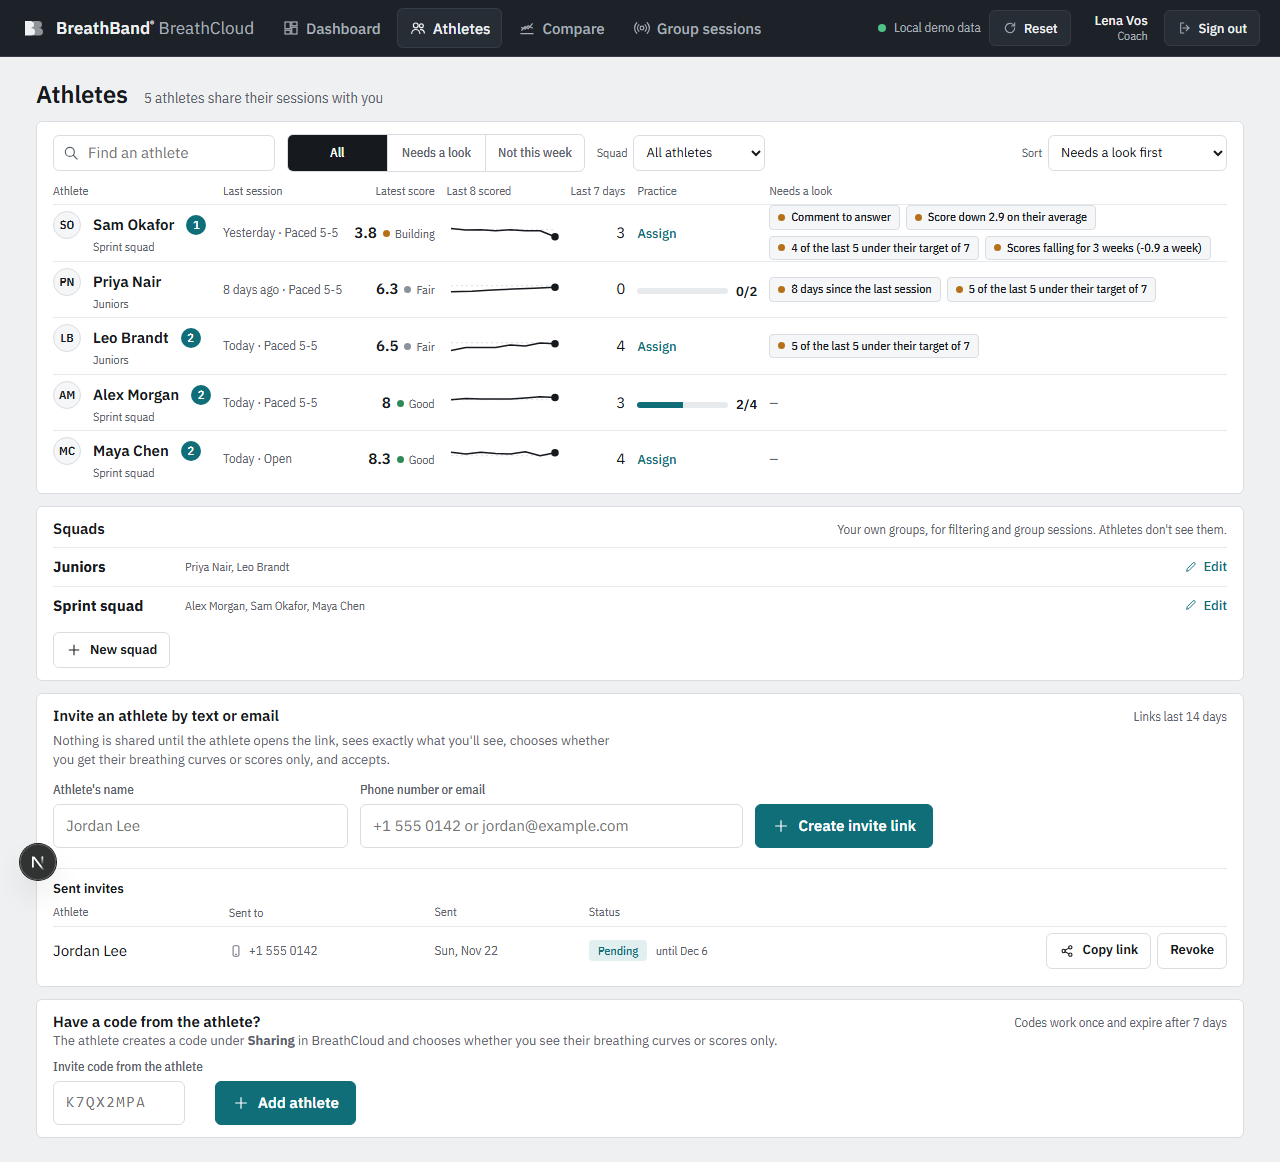 BreathBand® BreathCloud
Dashboard
Athletes
Compare
Group sessions
Local demo data
Reset
Lena Vos
Coach
Sign out
Athletes
5 athletes share their sessions with you
Find an athlete
All
Needs a look
Not this week
Squad
All athletes
Sort
Needs a look first
Athlete
Last session
Latest score
Last 8 scored
Last 7 days
Practice
Needs a look
SO
Sam Okafor
1
Sprint squad
Yesterday · Paced 5-5
3.8
Building
3
Assign
Comment to answer
Score down 2.9 on their average
4 of the last 5 under their target of 7
Scores falling for 3 weeks (-0.9 a week)
PN
Priya Nair
Juniors
8 days ago · Paced 5-5
6.3
Fair
0
0/2
8 days since the last session
5 of the last 5 under their target of 7
LB
Leo Brandt
2
Juniors
Today · Paced 5-5
6.5
Fair
4
Assign
5 of the last 5 under their target of 7
AM
Alex Morgan
2
Sprint squad
Today · Paced 5-5
8
Good
3
2/4
–
MC
Maya Chen
2
Sprint squad
Today · Open
8.3
Good
4
Assign
–
Squads
Your own groups, for filtering and group sessions. Athletes don't see them.
Juniors
Priya Nair, Leo Brandt
Edit
Sprint squad
Alex Morgan, Sam Okafor, Maya Chen
Edit
New squad
Invite an athlete by text or email
Links last 14 days
Nothing is shared until the athlete opens the link, sees exactly what you'll see, chooses whether
you get their breathing curves or scores only, and accepts.
Athlete's name
Phone number or email
Jordan Lee
+1 555 0142 or jordan@example.com
Create invite link
N
Sent invites
Athlete
Sent to
Sent
Status
Jordan Lee
+1 555 0142
Sun, Nov 22
Pending
until Dec 6
Copy link
Revoke
Have a code from the athlete?
Codes work once and expire after 7 days
The athlete creates a code under Sharing in BreathCloud and chooses whether you see their breathing curves or scores only.
Invite code from the athlete
K7QX2MPA
Add athlete